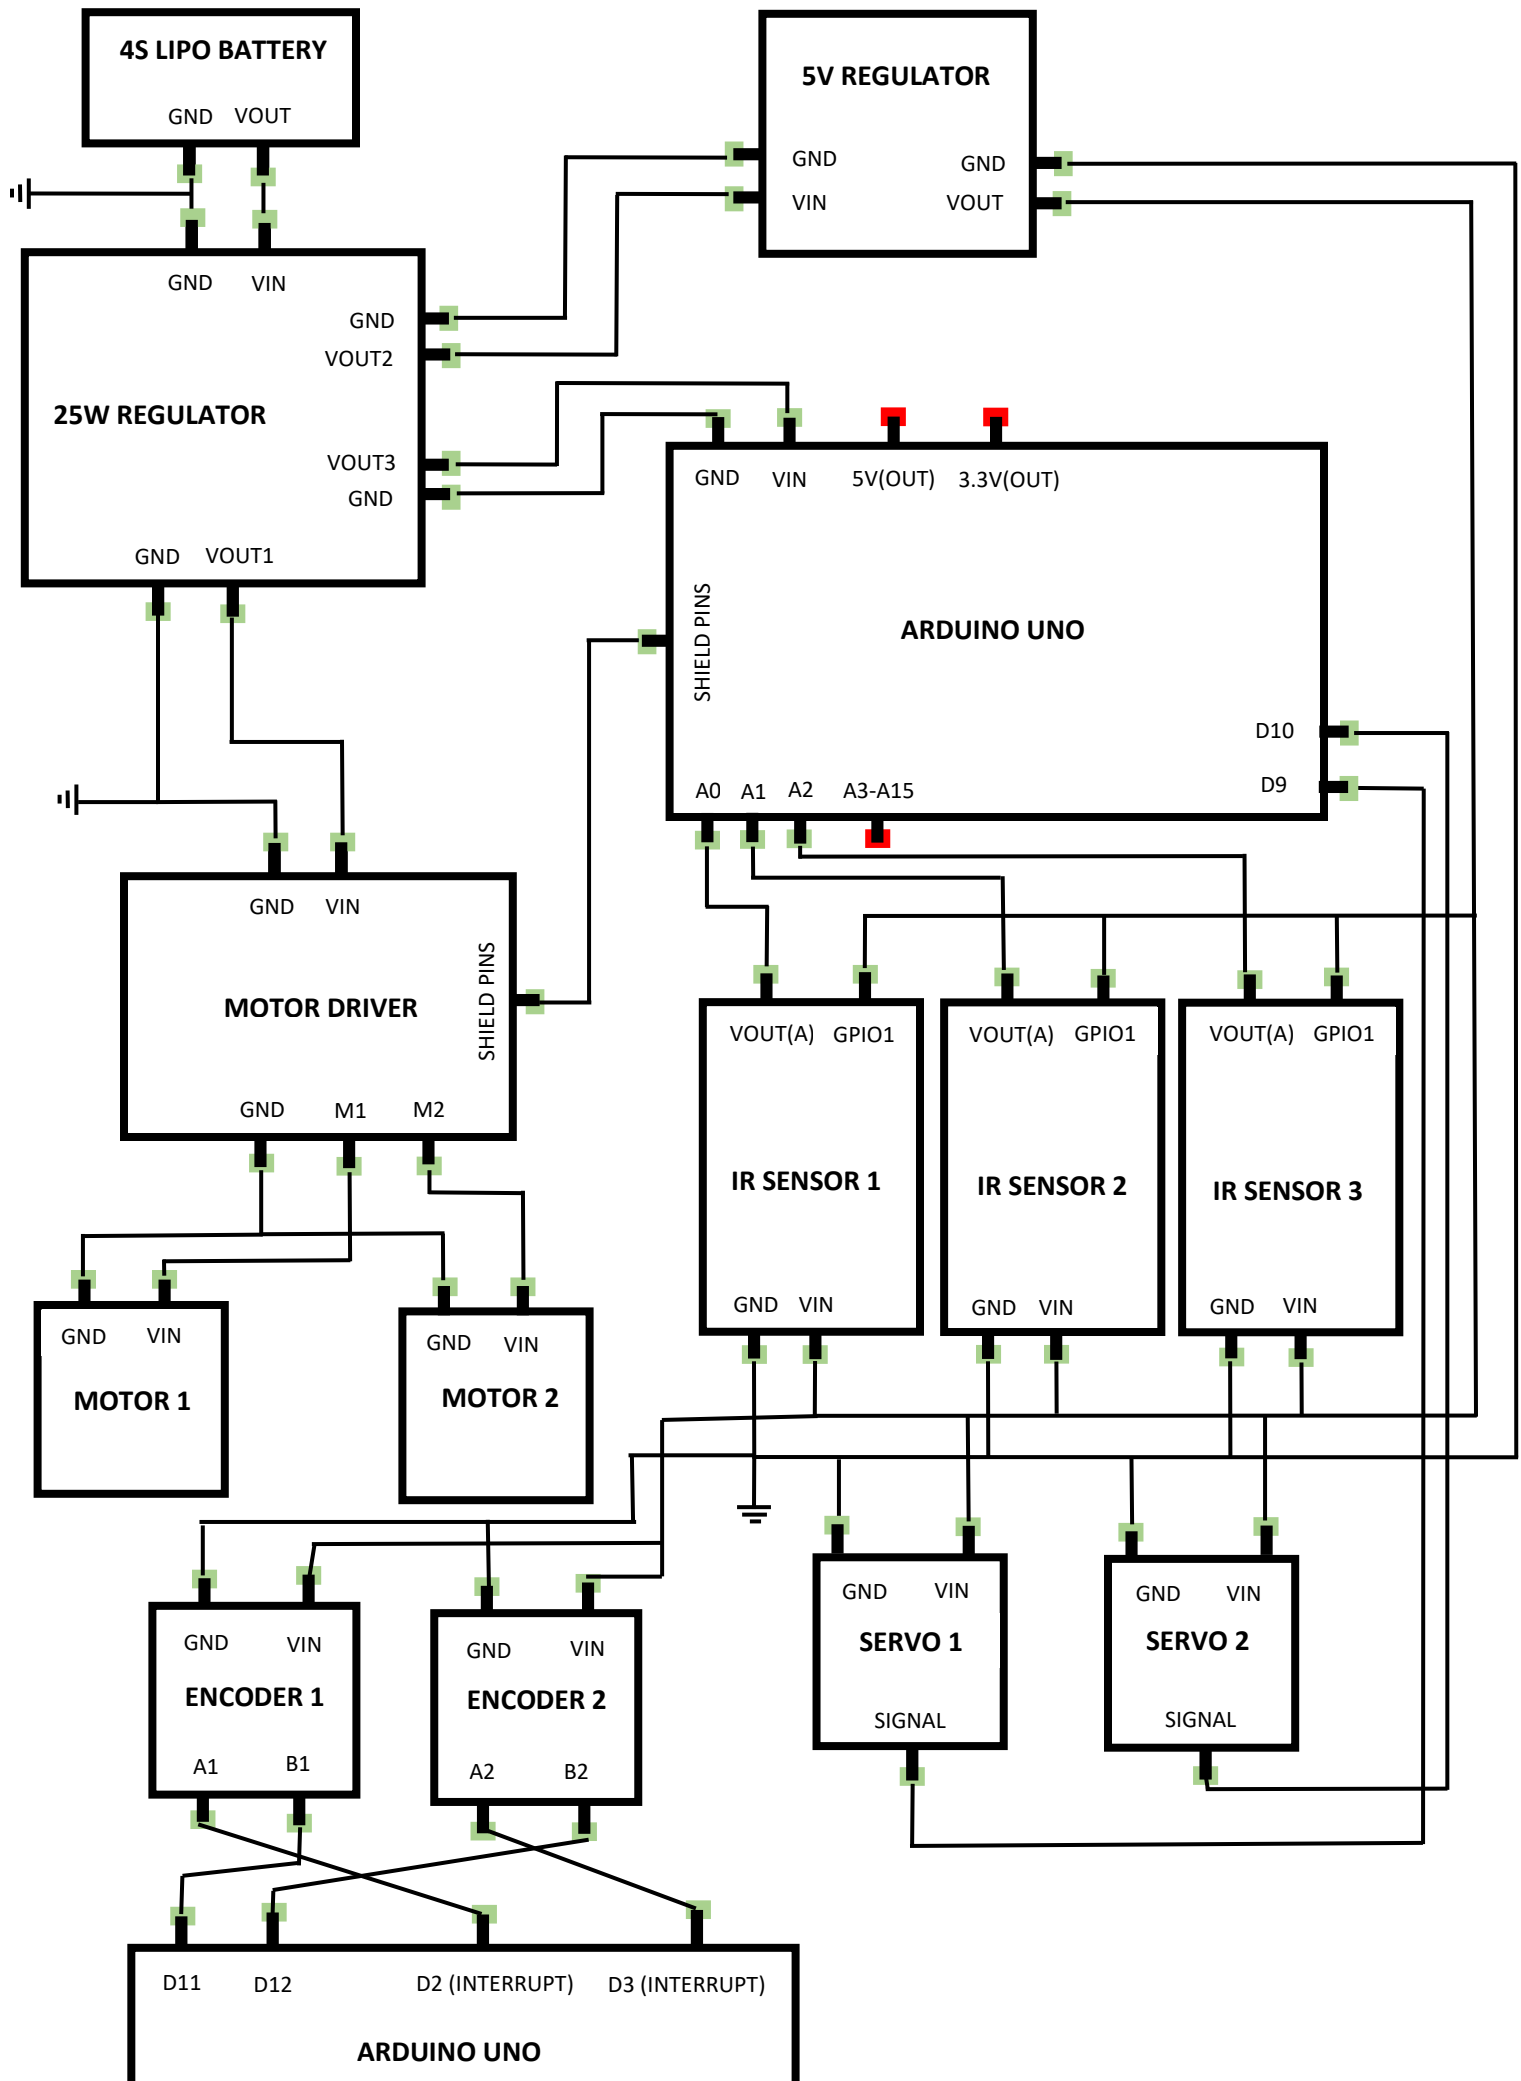 4S LIPO BATTERY
GND VOUT
5V REGULATOR
GND
VIN
GND
VOUT
GND VIN
GND
VOUT2
25W REGULATOR
VOUT3
GND
GND VOUT1
GND VIN 5V(OUT) 3.3V(OUT)
SHIELD PINS
ARDUINO UNO
D10
D9
A0 A1 A2 A3-A15
GND VIN
SHIELD PINS
MOTOR DRIVER
GND M1 M2
VOUT(A) GPIO1
IR SENSOR 1
GND VIN
VOUT(A) GPIO1
IR SENSOR 2
GND VIN
VOUT(A) GPIO1
IR SENSOR 3
GND VIN
GND VIN
MOTOR 1
GND VIN
MOTOR 2
GND VIN
ENCODER 1
A1 B1
GND VIN
ENCODER 2
A2 B2
GND VIN
SERVO 1
SIGNAL
GND VIN
SERVO 2
SIGNAL
D11 D12 D2 (INTERRUPT) D3 (INTERRUPT)
ARDUINO UNO